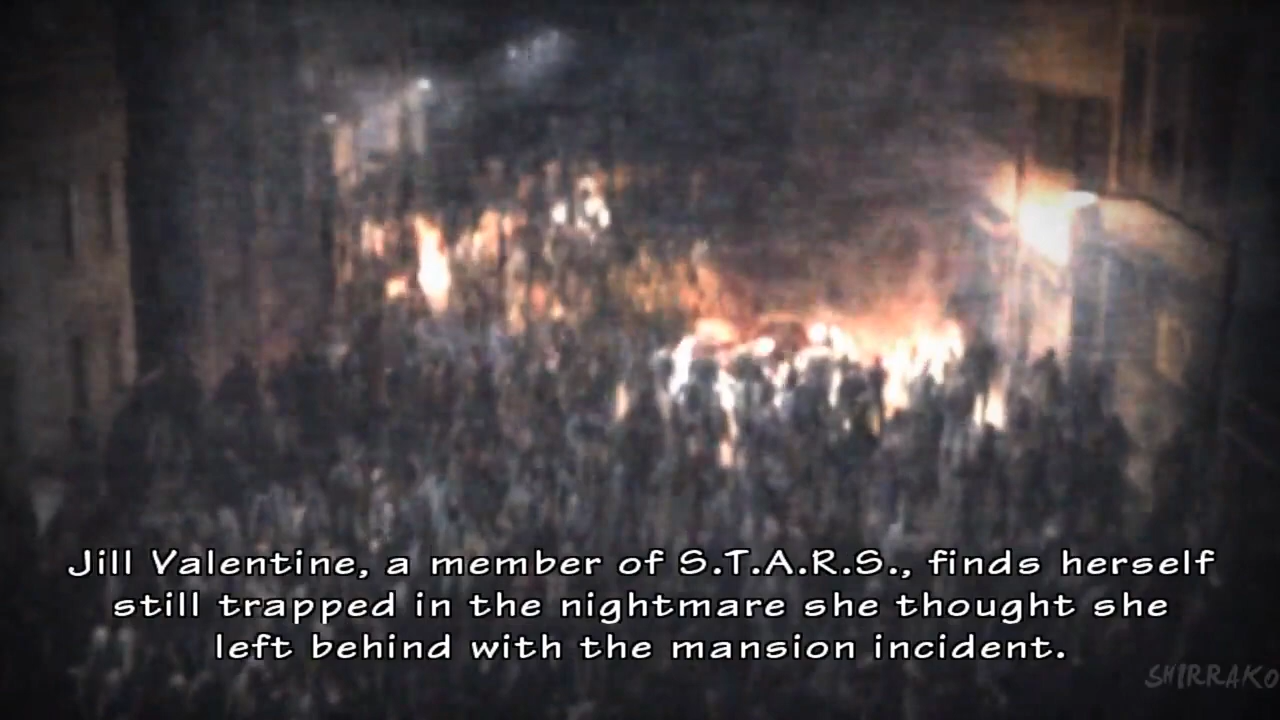 Jill Valentine, a member of S.T.A.R.S., finds herself
still trapped in the nightmare she thought she
left behind with the mansion incident.
SHIRRAKO